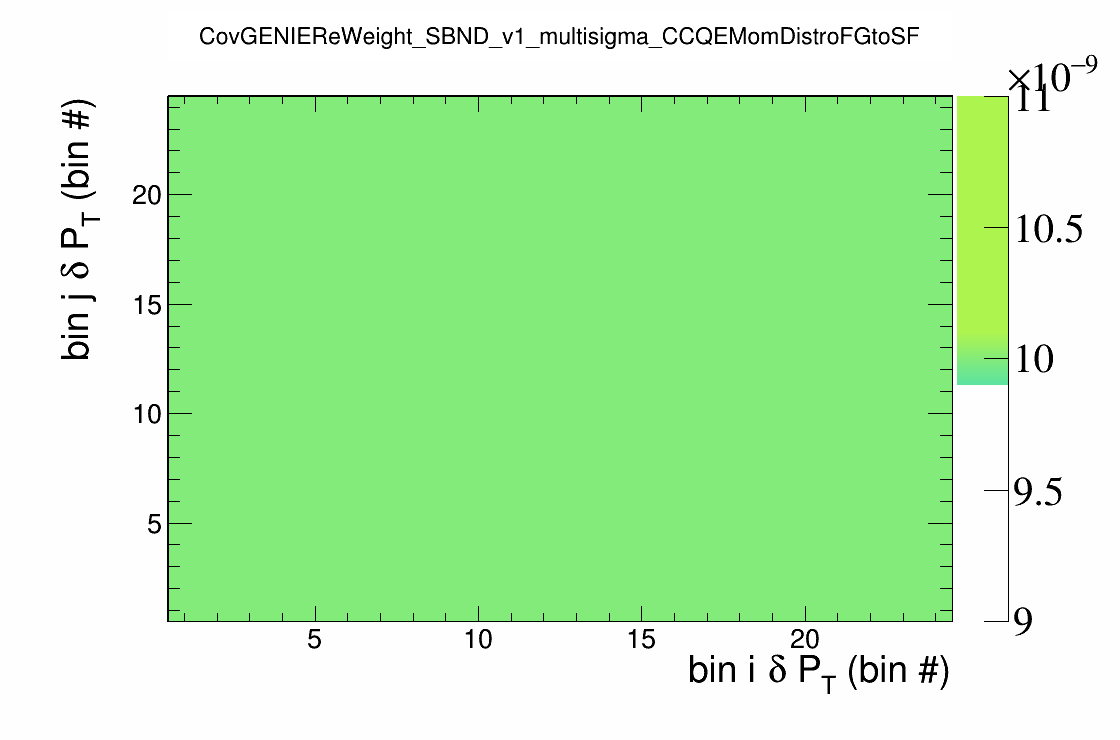 CovGENIEReWeight_SBND_v1_multisigma_CCQEMomDistroFGtoSF
×10⁻⁹
11
10.5
10
9.5
9
bin j δ P_T (bin #)
20
15
10
5
5 10 15 20
bin i δ P_T (bin #)